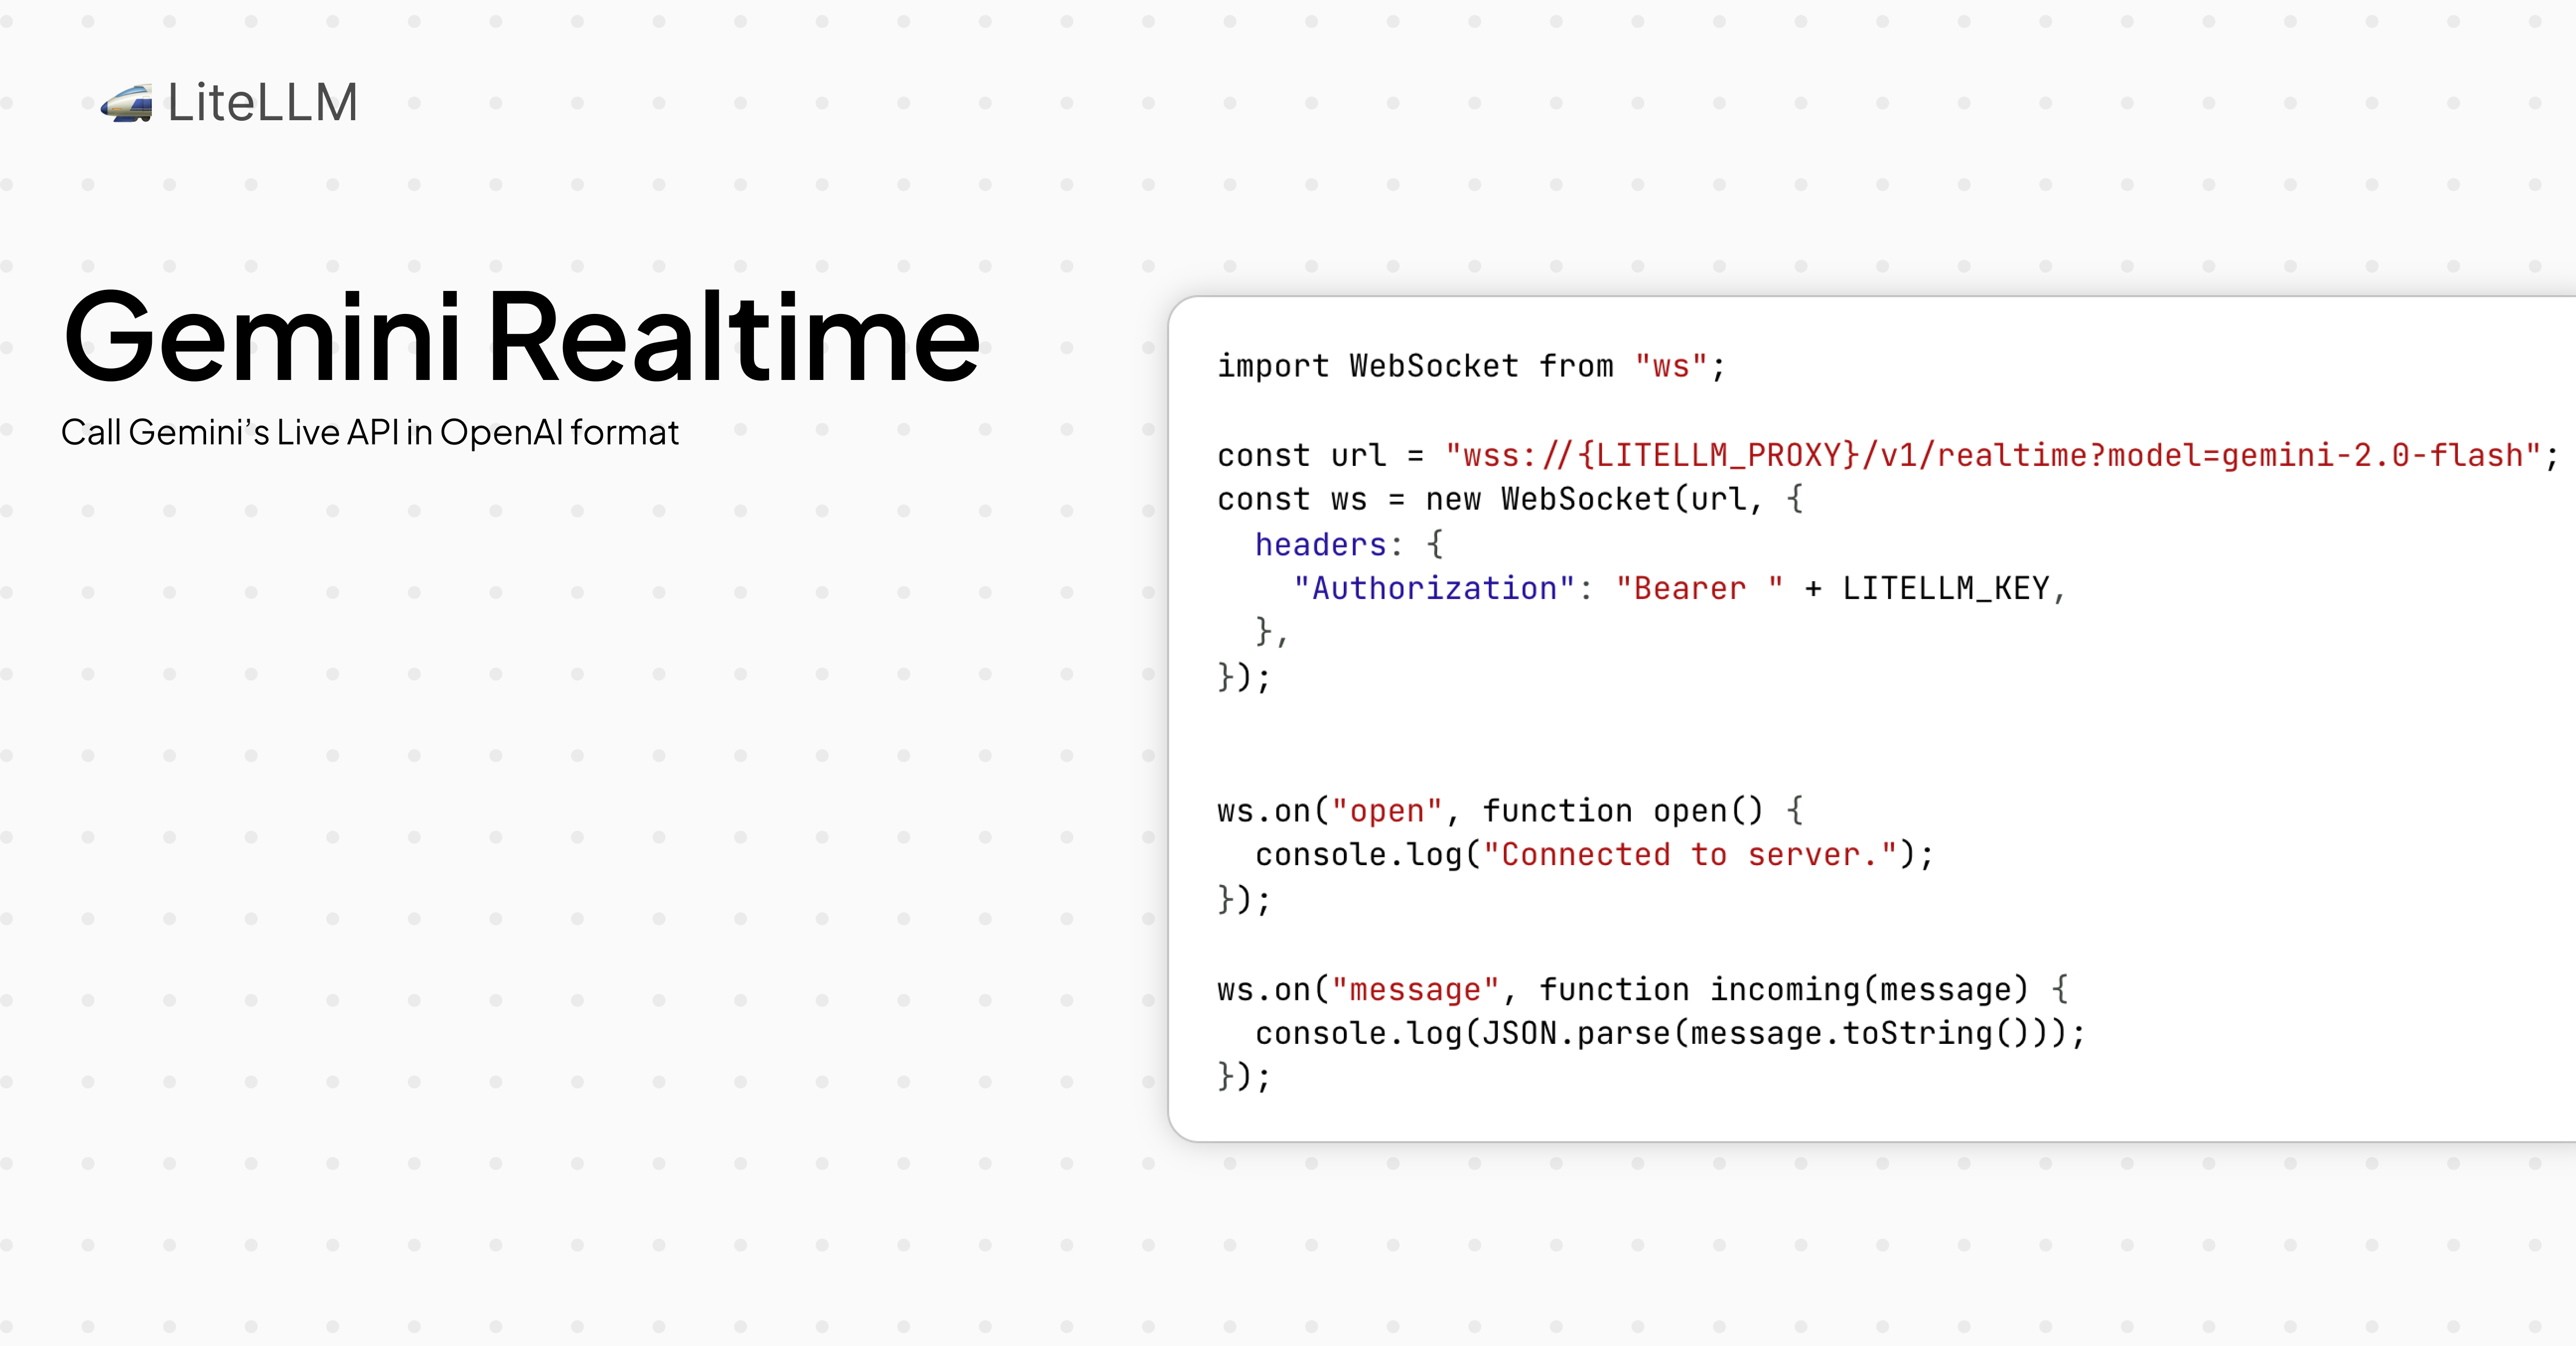 LiteLLM
Gemini Realtime
Call Gemini’s Live API in OpenAI format
import WebSocket from "ws";
const url = "wss://{LITELLM_PROXY}/v1/realtime?model=gemini-2.0-flash";
const ws = new WebSocket(url, {
  headers: {
    "Authorization": "Bearer " + LITELLM_KEY,
  },
});
ws.on("open", function open() {
  console.log("Connected to server.");
});
ws.on("message", function incoming(message) {
  console.log(JSON.parse(message.toString()));
});